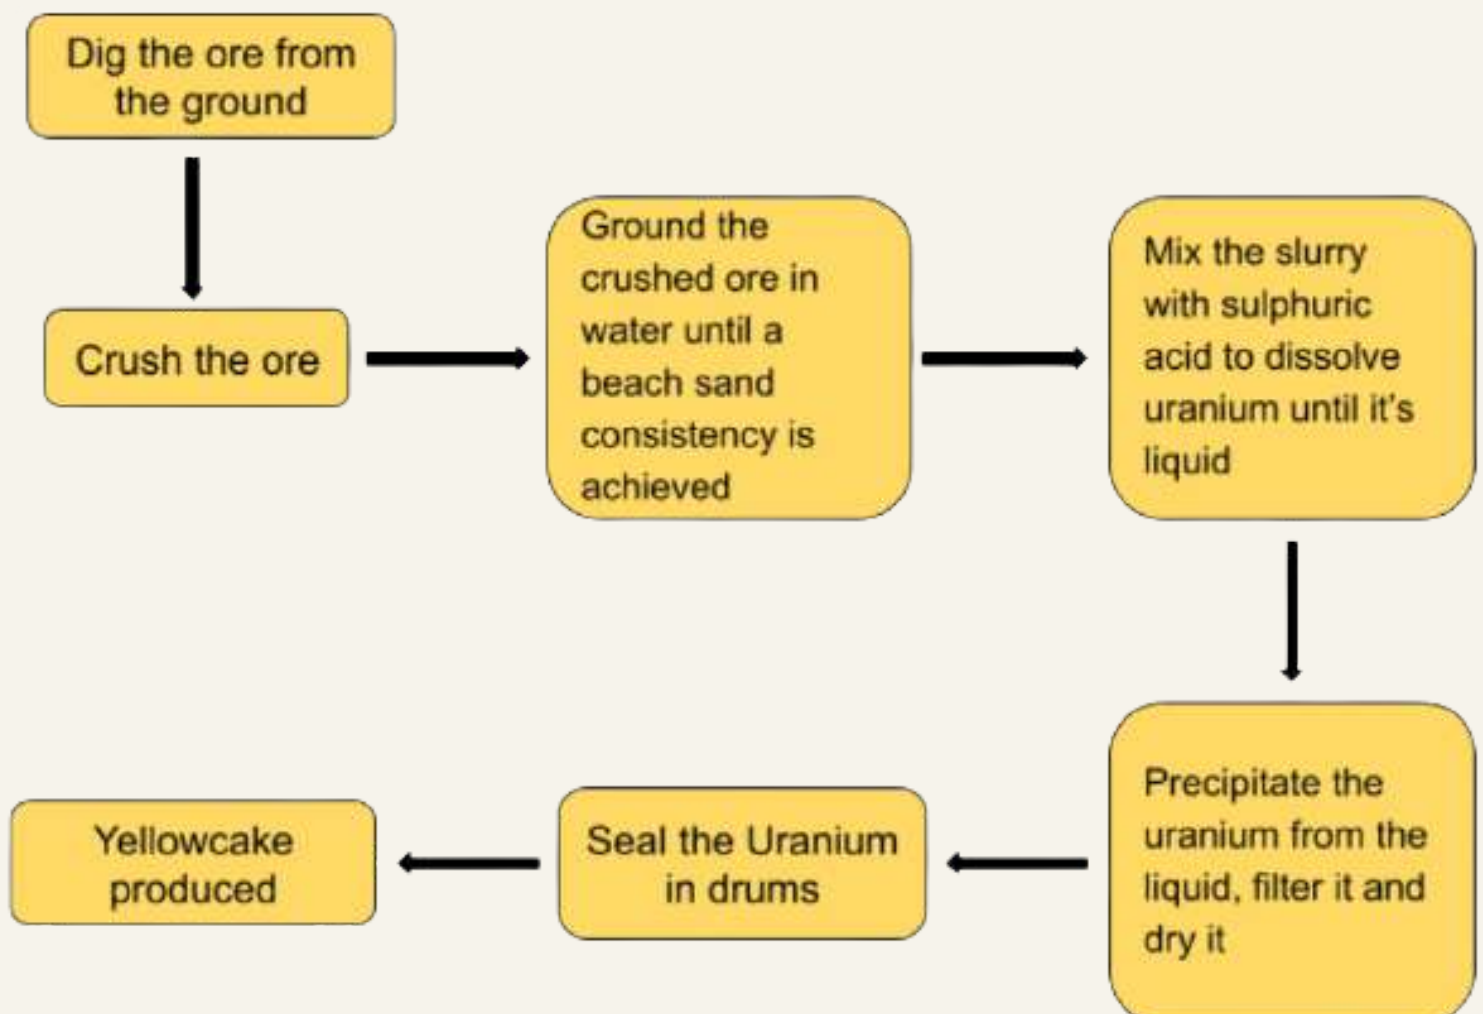 Dig the ore from
the ground
Crush the ore
Ground the
crushed ore in
water until a
beach sand
consistency is
achieved
Mix the slurry
with sulphuric
acid to dissolve
uranium until it's
liquid
Precipitate the
uranium from the
liquid, filter it and
dry it
Seal the Uranium
in drums
Yellowcake
produced